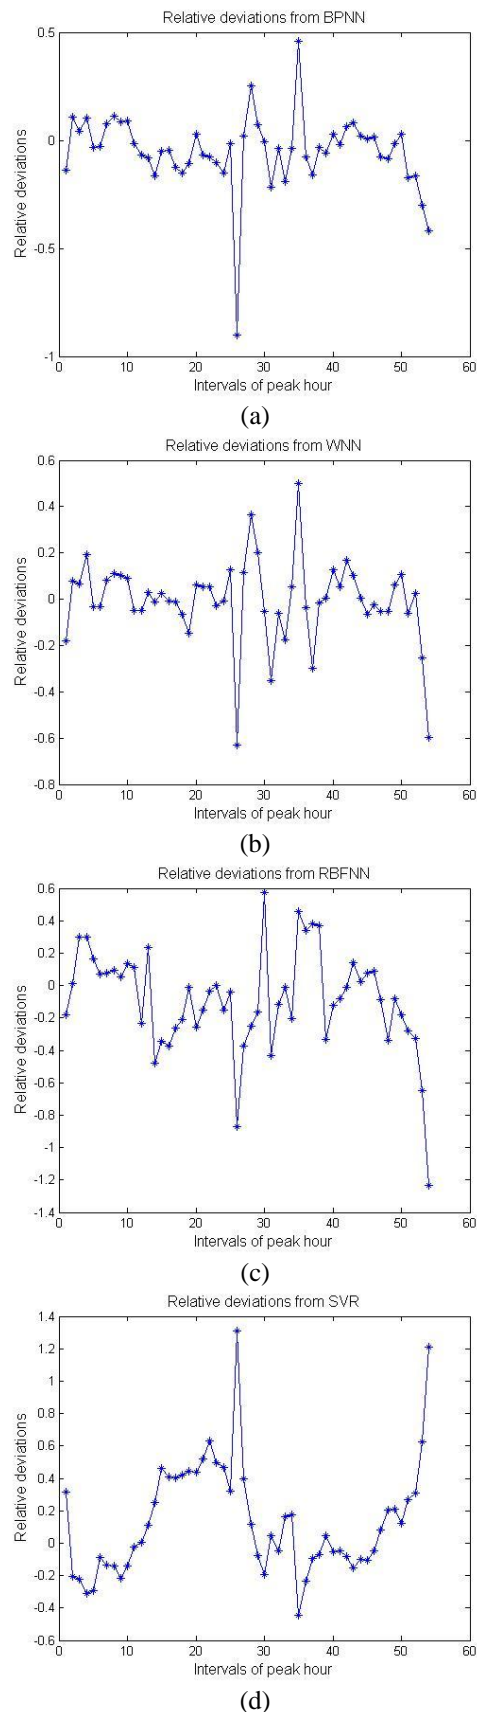 Relative deviations from BPNN
0.5
0
-0.5
-1
Relative deviations
0 10 20 30 40 50 60
Intervals of peak hour
(a)
Relative deviations from WNN
0.6
0.4
0.2
0
-0.2
-0.4
-0.6
-0.8
Relative deviations
0 10 20 30 40 50 60
Intervals of peak hour
(b)
Relative deviations from RBFNN
0.6
0.4
0.2
0
-0.2
-0.4
-0.6
-0.8
-1
-1.2
-1.4
Relative deviations
0 10 20 30 40 50 60
Intervals of peak hour
(c)
Relative deviations from SVR
1.4
1.2
1
0.8
0.6
0.4
0.2
0
-0.2
-0.4
-0.6
Relative deviations
0 10 20 30 40 50 60
Intervals of peak hour
(d)